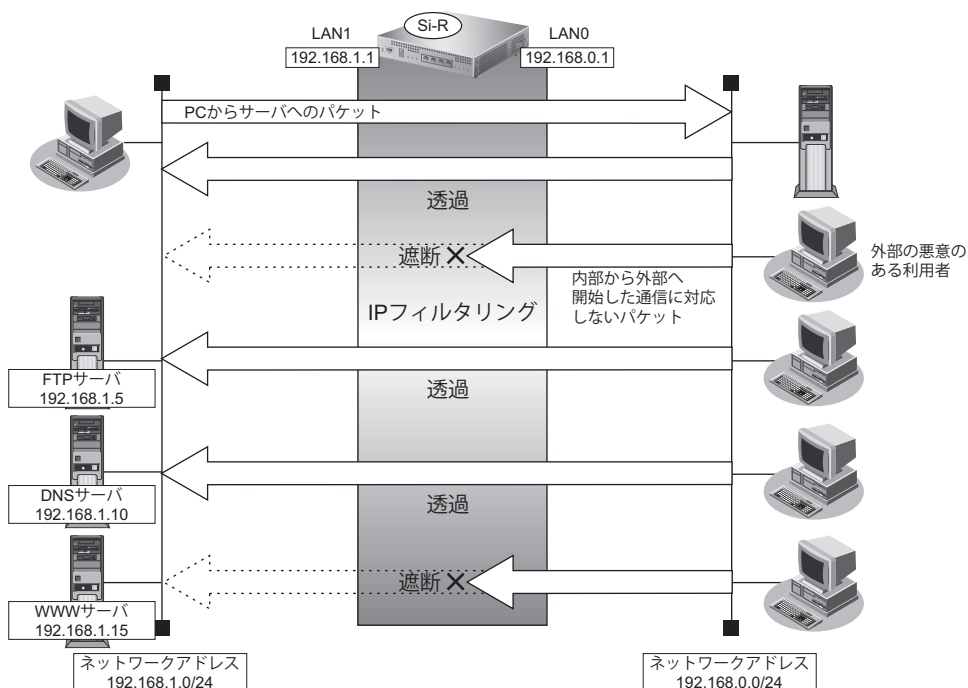 Si-R
LAN1
192.168.1.1
LAN0
192.168.0.1
PCからサーバへのパケット
透過
遮断
外部の悪意の
ある利用者
内部から外部へ
開始した通信に対応
しないパケット
IPフィルタリング
FTPサーバ
192.168.1.5
透過
DNSサーバ
192.168.1.10
透過
遮断
WWWサーバ
192.168.1.15
ネットワークアドレス
192.168.1.0/24
ネットワークアドレス
192.168.0.0/24